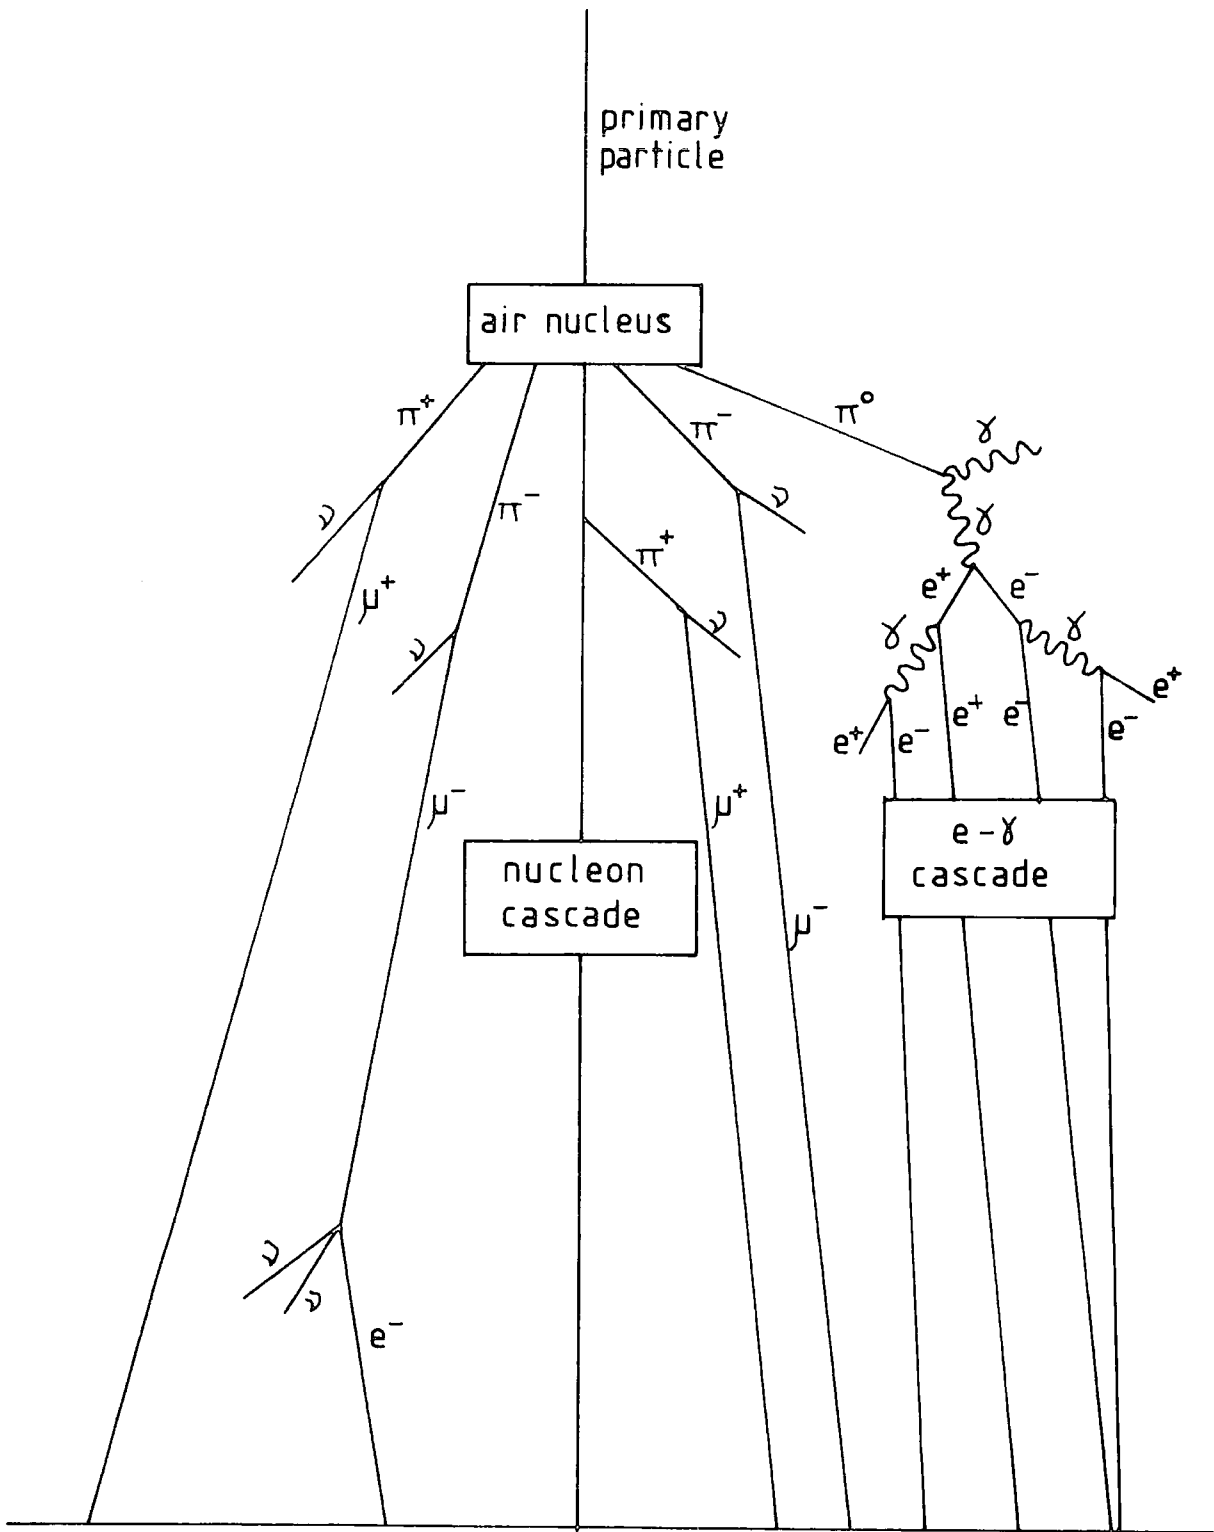 primary
particle
air nucleus
π⁺
π⁻
π⁰
γ
ν
π⁻
ν
γ
π⁺
μ⁺
e⁺
e⁻
ν
ν
γ
γ
e⁺
e⁺
e⁻
e⁺
e⁻
e⁻
μ⁻
μ⁺
e-γ
cascade
nucleon
cascade
μ⁻
ν
ν
e⁻